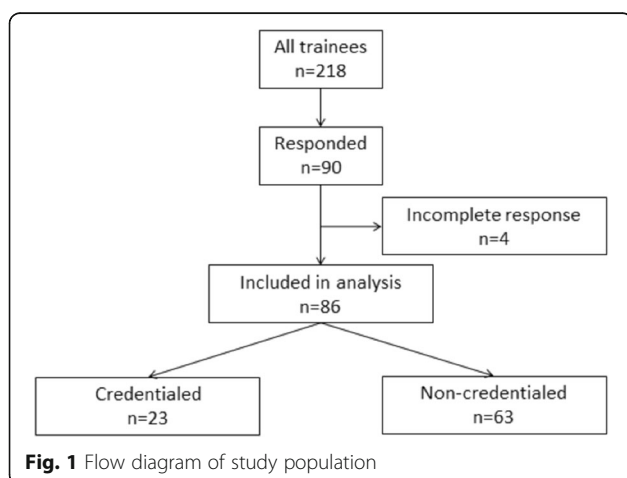 All trainees
n=218
Responded
n=90
Incomplete response
n=4
Included in analysis
n=86
Credentialed
n=23
Non-credentialed
n=63
Fig. 1 Flow diagram of study population